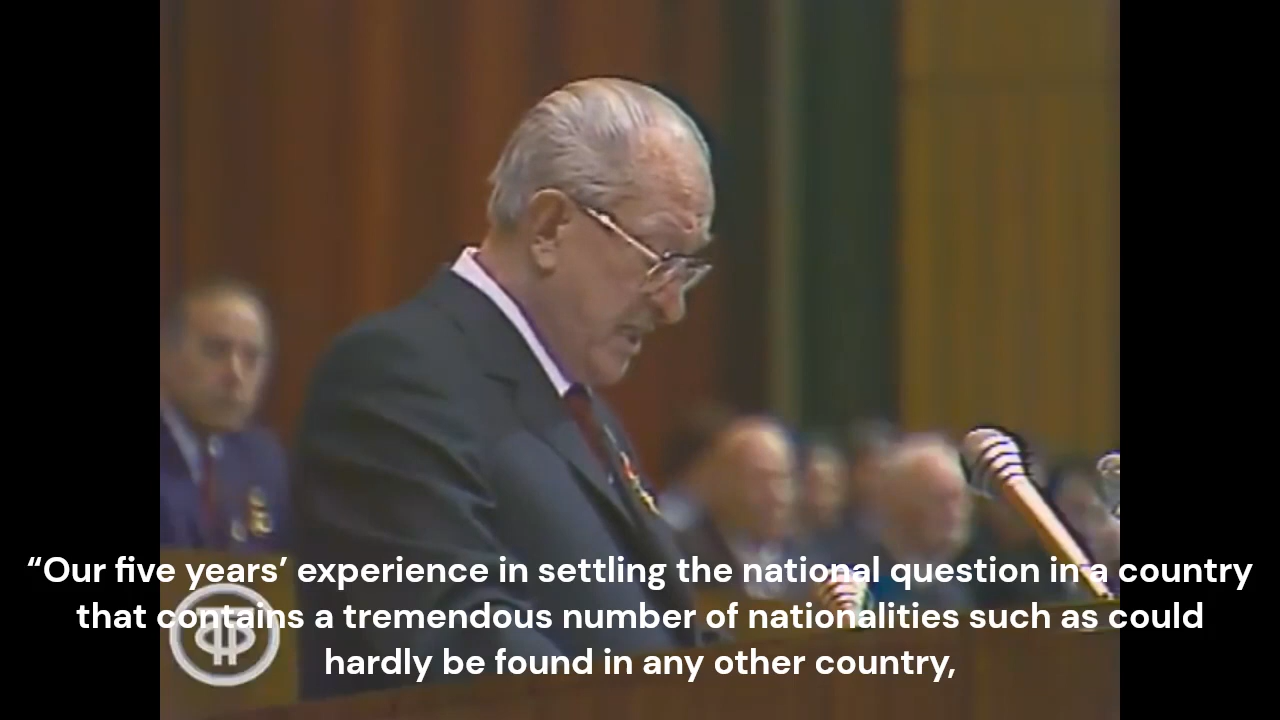 “Our five years’ experience in settling the national question in a country
that contains a tremendous number of nationalities such as could
hardly be found in any other country,